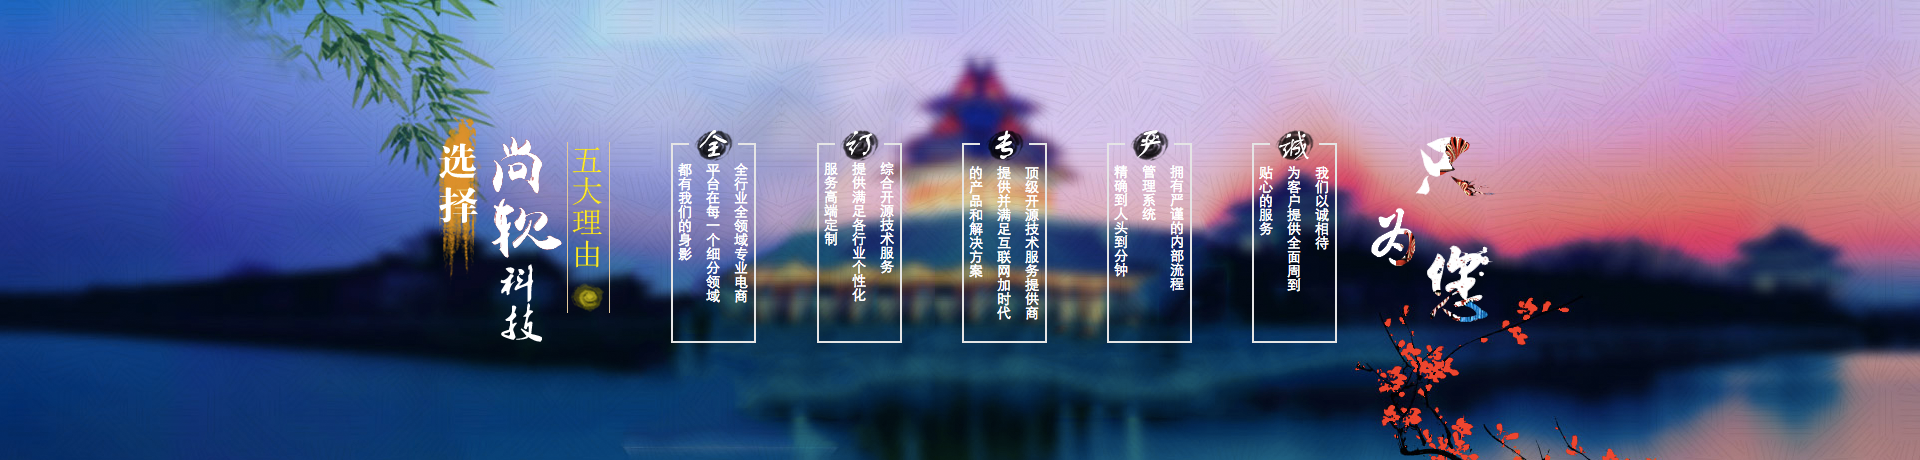 选择
尚软科技
五大理由
全
全行业全领域专业电商
平台在每一个细分领域
都有我们的身影
订
综合开源技术服务
提供满足各行业个性化
服务高端定制
专
顶级开源技术服务提供商
提供并满足互联网加时代
的产品和解决方案
严
拥有严谨的内部流程
管理系统
精确到人头到分钟
诚
我们以诚相待
为客户提供全面周到
贴心的服务
只为您